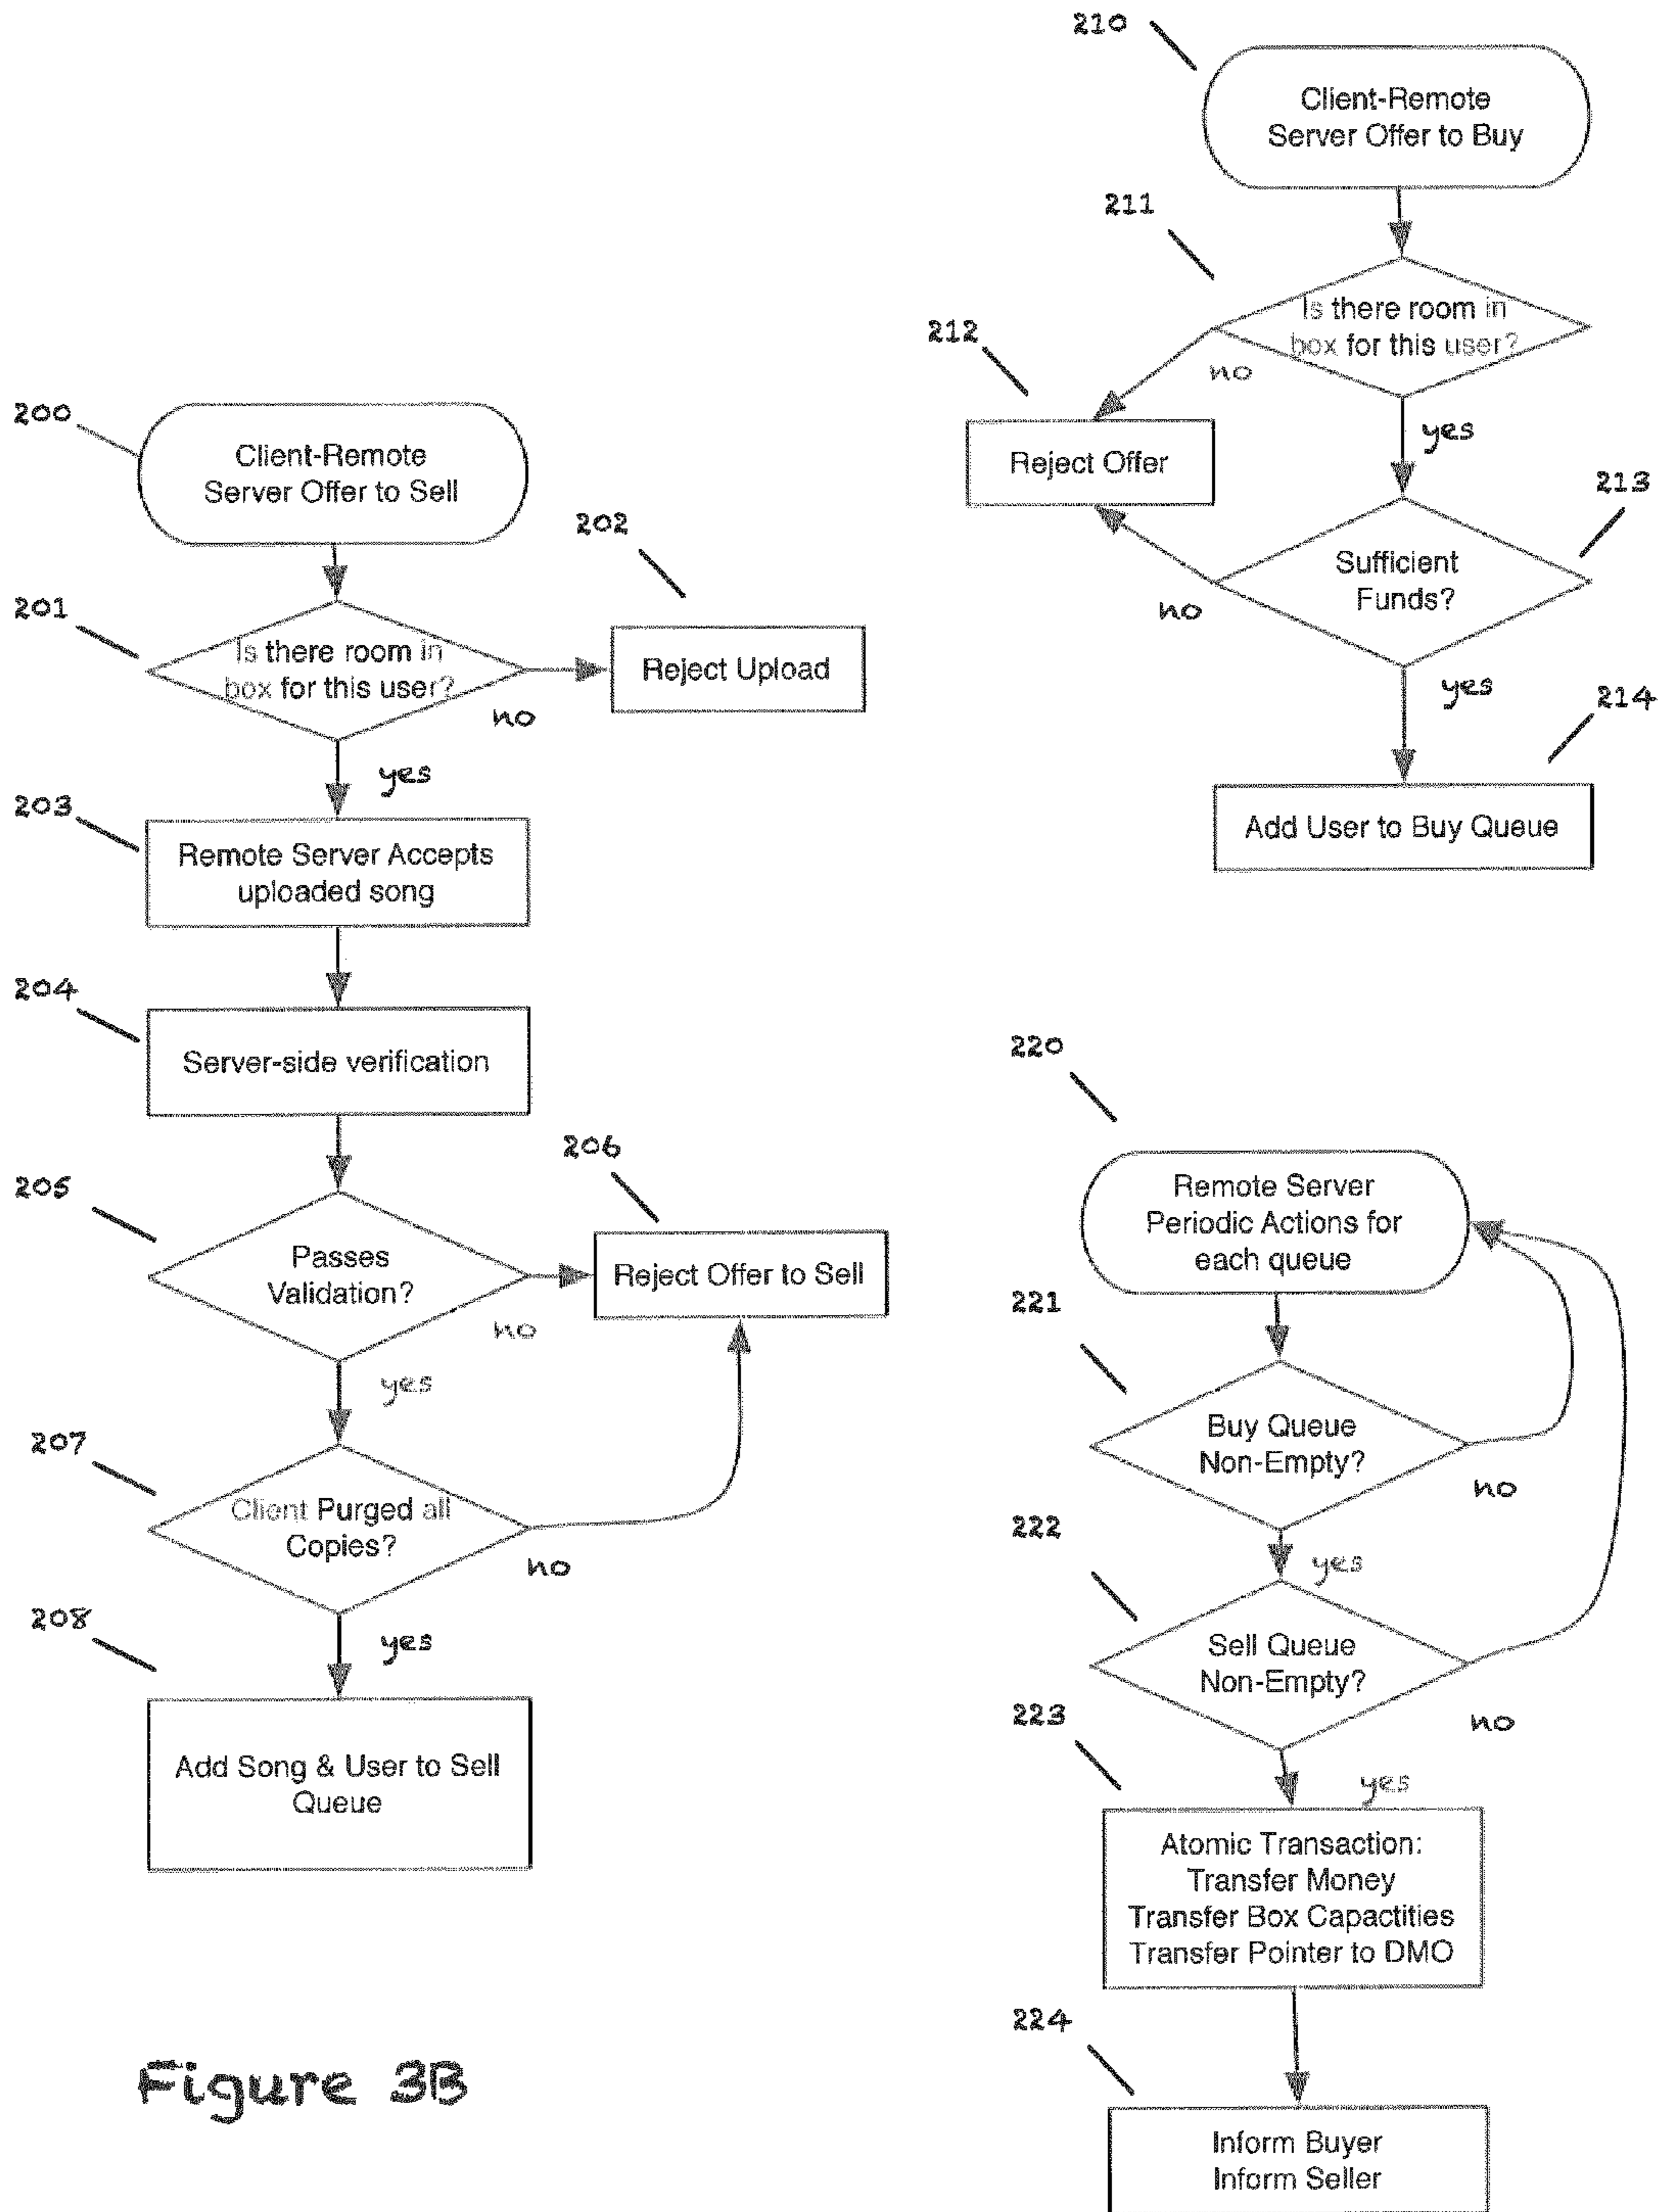 200
Client-Remote
Server Offer to Sell
201
Is there room in
box for this user?
no
202
Reject Upload
yes
203
Remote Server Accepts
uploaded song
204
Server-side verification
205
Passes
Validation?
no
206
Reject Offer to Sell
yes
207
Client Purged all
Copies?
no
yes
208
Add Song & User to Sell
Queue
210
Client-Remote
Server Offer to Buy
211
Is there room in
box for this user?
no
212
Reject Offer
yes
213
Sufficient
Funds?
no
yes
214
Add User to Buy Queue
220
Remote Server
Periodic Actions for
each queue
221
Buy Queue
Non-Empty?
no
yes
222
Sell Queue
Non-Empty?
no
yes
223
Atomic Transaction:
Transfer Money
Transfer Box Capactities
Transfer Pointer to DMO
224
Inform Buyer
Inform Seller
Figure 3B